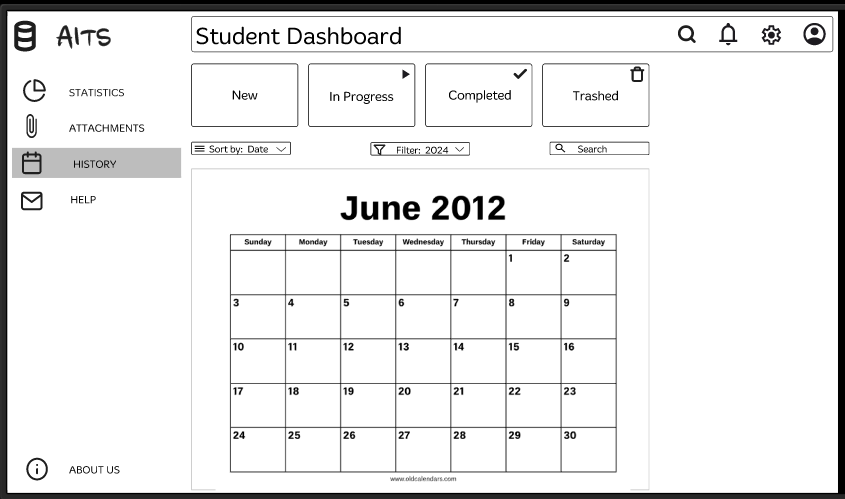 AITS
Student Dashboard
STATISTICS
ATTACHMENTS
HISTORY
HELP
ABOUT US
New
In Progress
Completed
Trashed
Sort by: Date
Filter: 2024
Search
June 2012
Sunday Monday Tuesday Wednesday Thursday Friday Saturday
1 2
3 4 5 6 7 8 9
10 11 12 13 14 15 16
17 18 19 20 21 22 23
24 25 26 27 28 29 30
www.oldcalendars.com